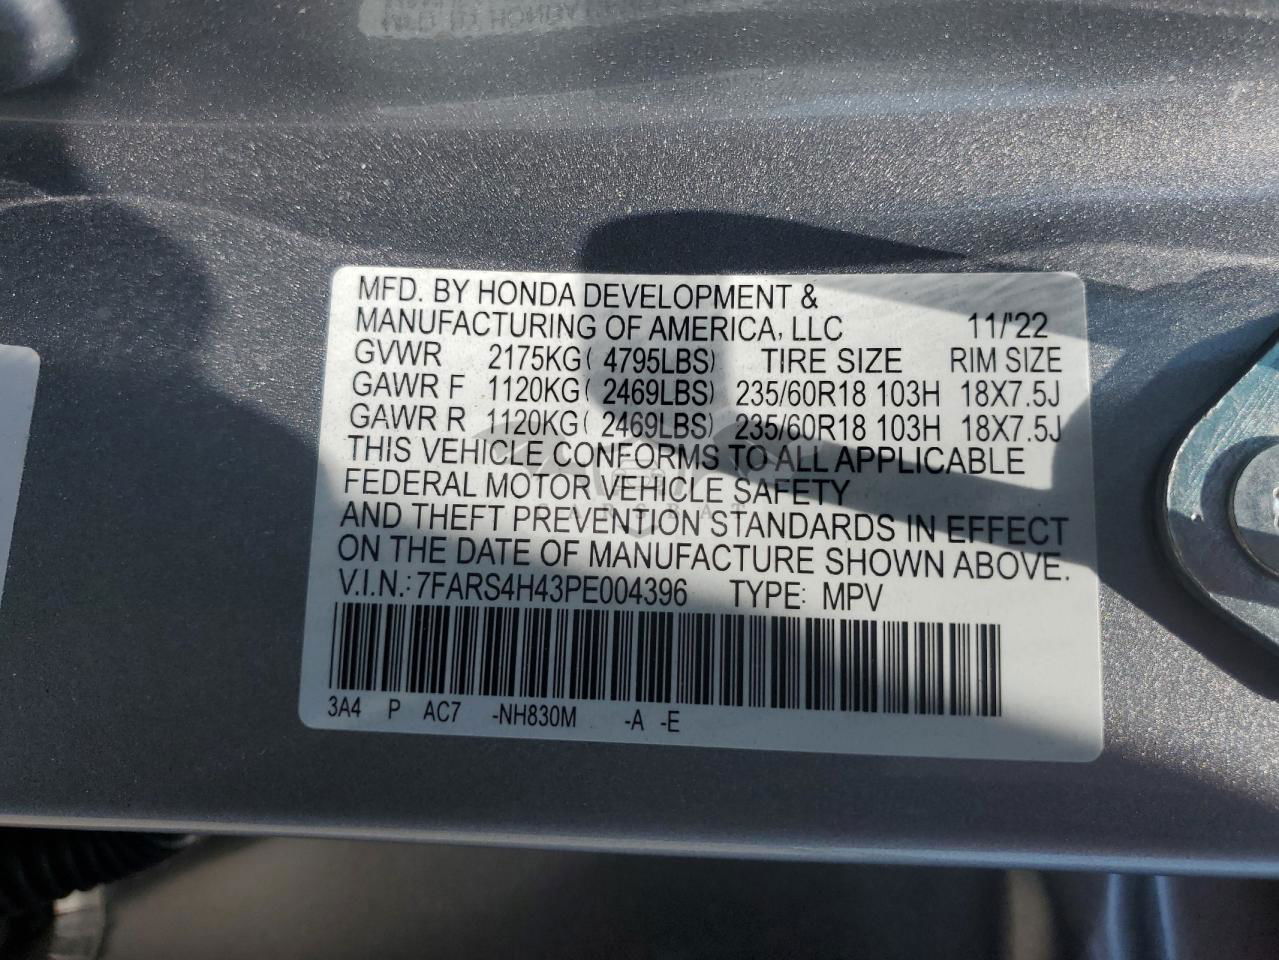 MFD. BY HONDA DEVELOPMENT &
MANUFACTURING OF AMERICA, LLC 11/'22
GVWR 2175KG( 4795LBS) TIRE SIZE RIM SIZE
GAWR F 1120KG( 2469LBS) 235/60R18 103H 18X7.5J
GAWR R 1120KG( 2469LBS) 235/60R18 103H 18X7.5J
THIS VEHICLE CONFORMS TO ALL APPLICABLE
FEDERAL MOTOR VEHICLE SAFETY
AND THEFT PREVENTION STANDARDS IN EFFECT
ON THE DATE OF MANUFACTURE SHOWN ABOVE.
V.I.N.: 7FARS4H43PE004396 TYPE: MPV
3A4 P AC7 -NH830M -A -E